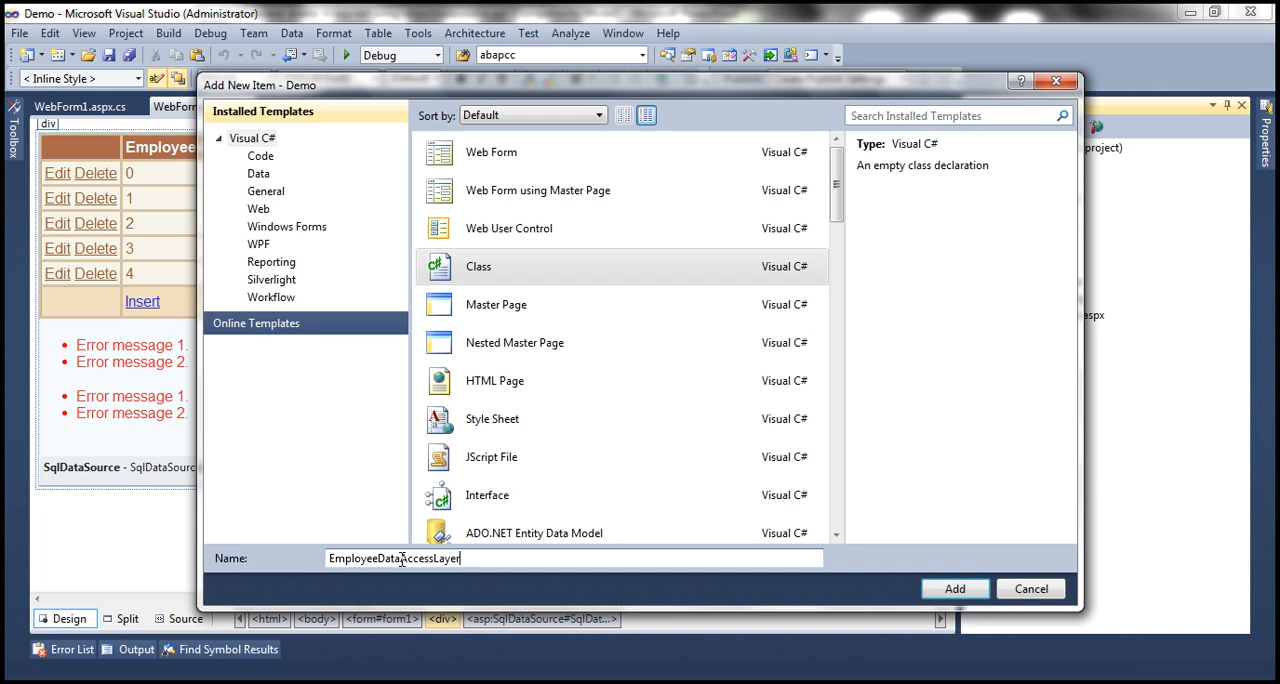 Demo - Microsoft Visual Studio (Administrator)
File Edit View Project Build Debug Team Data Format Table Tools Architecture Test Analyze Window Help
Debug abapcc
< Inline Style >
Add New Item - Demo
WebForm1.aspx.cs WebForm
Toolbox
|div|
Employee
Edit Delete 0
Edit Delete 1
Edit Delete 2
Edit Delete 3
Edit Delete 4
Insert
Error message 1.
Error message 2.
Error message 1.
Error message 2.
SqlDataSource - SqlDataSourc
Installed Templates
Visual C#
Code
Data
General
Web
Windows Forms
WPF
Reporting
Silverlight
Workflow
Online Templates
Sort by: Default
Search Installed Templates
Web Form Visual C#
Web Form using Master Page Visual C#
Web User Control Visual C#
Class Visual C#
Master Page Visual C#
Nested Master Page Visual C#
HTML Page Visual C#
Style Sheet Visual C#
JScript File Visual C#
Interface Visual C#
ADO.NET Entity Data Model Visual C#
Type: Visual C#
An empty class declaration
Name: EmployeeDataAccessLayer
Add Cancel
project)
aspx
Properties
Design Split Source <html> <body> <form#form1> <div> <asp:SqlDataSource#SqlDat...>
Error List Output Find Symbol Results